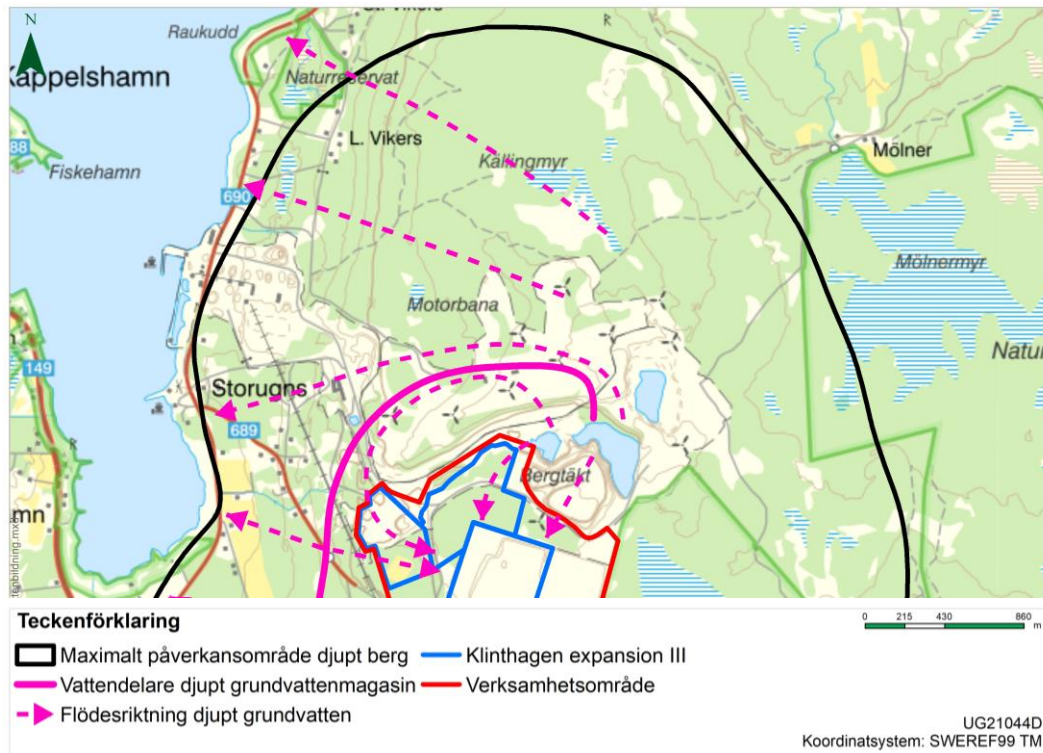 N
St. Vikers
R
Raukudd
Kappelshamn
Naturreservat
L. Vikers
88
Fiskehamn
Källingmyr
Mölner
690
Mölnermyr
Motorbana
Natur
149
Storugns
689
Bergtäkt
mn
Teckenförklaring
0 215 430 860
m
Maximalt påverkansområde djupt berg
Klinthagen expansion III
Vattendelare djupt grundvattenmagasin
Verksamhetsområde
Flödesriktning djupt grundvatten
UG21044D
Koordinatsystem: SWEREF99 TM